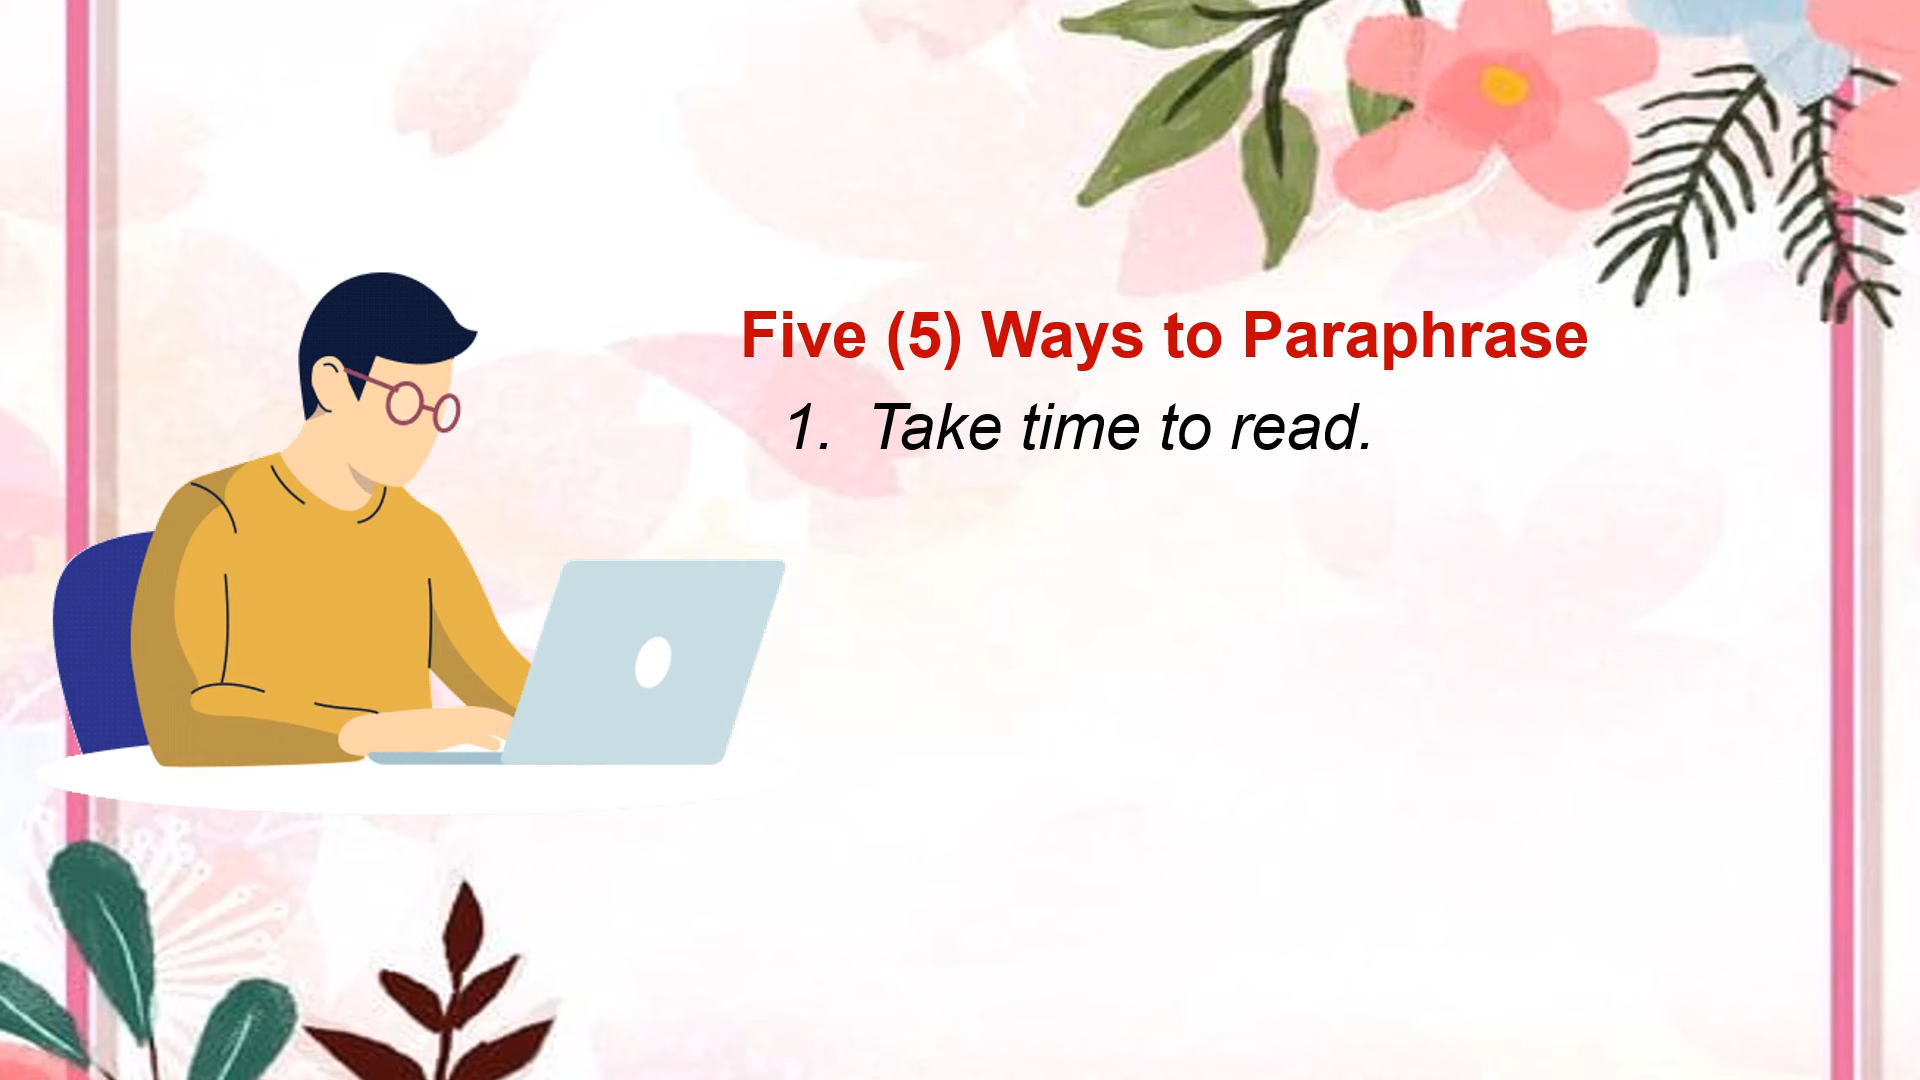 Five (5) Ways to Paraphrase
1. Take time to read.